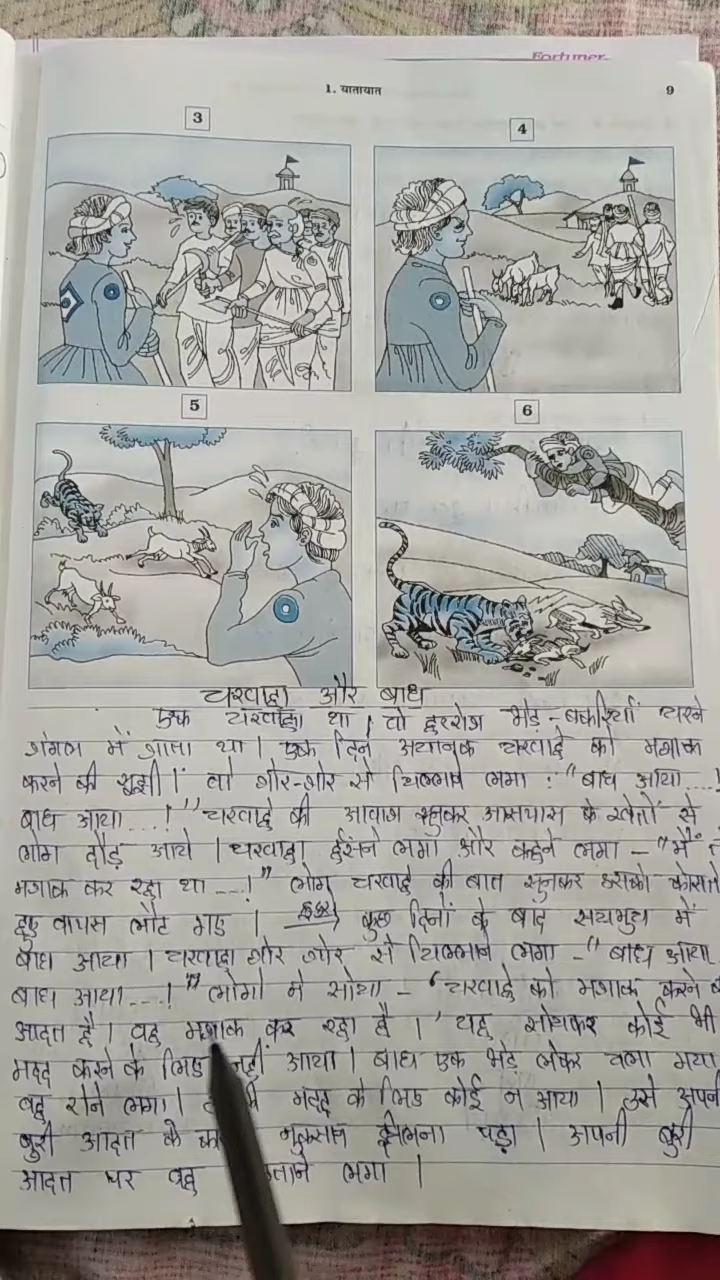 Fortuner
1. यातायात
9
3
4
5
6
चरवाहा और बाघ
एक चरवाहा था। वो हररोज भेड़-बकरियाँ चरने
जंगल में जाता था। एक दिन अचानक चरवाहे को मजाक
करने की सूझी। वो जोर-जोर से चिल्लाने लगा : "बाघ आया...!
बाघ आया...!" चरवाहे की आवाज सुनकर आसपास के खेतों से
लोग दौड़ आये। चरवाहा हँसने लगा और कहने लगा - "मैं
मजाक कर रहा था...!" लोग चरवाहे की बात सुनकर उसको कोसते
हुए वापस लौट गए। कुछ दिनों के बाद सचमुच में
बाघ आया। चरवाहा जोर जोर से चिल्लाने लगा - "बाघ आया
बाघ आया...!" लोगों ने सोचा - 'चरवाहे को मजाक करने
आदत है। वह मजाक कर रहा है।' यह सोचकर कोई भी
मदद करने के लिए नहीं आया। बाघ एक भेड़ लेकर चला गया
वह रोने लगा। मदद के लिए कोई न आया। उसे अपनी
बुरी आदत के नुकसान झेलना पड़ा। अपनी बुरी
आदत पर वह लगा।